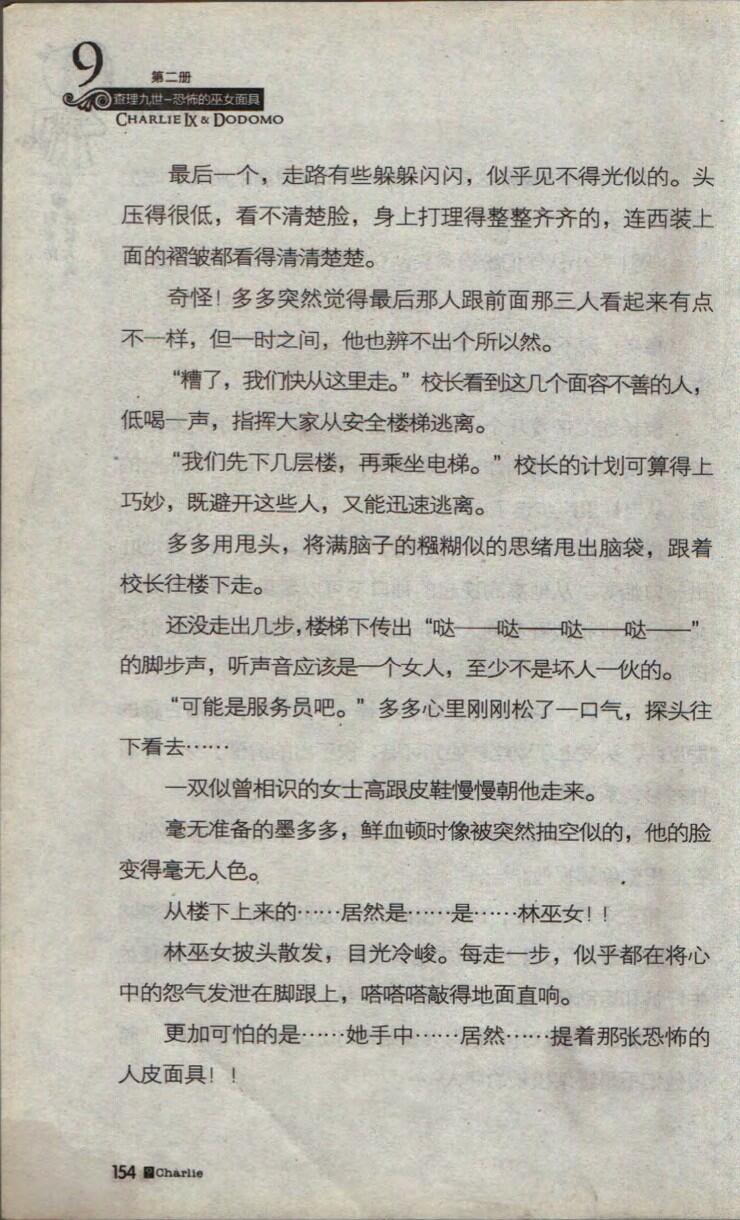 9
第二册
查理九世-恐怖的巫女面具
CHARLIE IX & DODOMO
最后一个，走路有些躲躲闪闪，似乎见不得光似的。头
压得很低，看不清楚脸，身上打理得整整齐齐的，连西装上
面的褶皱都看得清清楚楚。
奇怪！多多突然觉得最后那人跟前面那三人看起来有点
不一样，但一时之间，他也辨不出个所以然。
“糟了，我们快从这里走。”校长看到这几个面容不善的人，
低喝一声，指挥大家从安全楼梯逃离。
“我们先下几层楼，再乘坐电梯。”校长的计划可算得上
巧妙，既避开这些人，又能迅速逃离。
多多用甩头，将满脑子的糨糊似的思绪甩出脑袋，跟着
校长往楼下走。
还没走出几步，楼梯下传出“哒——哒——哒——哒——”
的脚步声，听声音应该是一个女人，至少不是坏人一伙的。
“可能是服务员吧。”多多心里刚刚松了一口气，探头往
下看去……
一双似曾相识的女士高跟皮鞋慢慢朝他走来。
毫无准备的墨多多，鲜血顿时像被突然抽空似的，他的脸
变得毫无人色。
从楼下上来的……居然是……是……林巫女！！
林巫女披头散发，目光冷峻。每走一步，似乎都在将心
中的怨气发泄在脚跟上，嗒嗒嗒敲得地面直响。
更加可怕的是……她手中……居然……提着那张恐怖的
人皮面具！！
154 Charlie